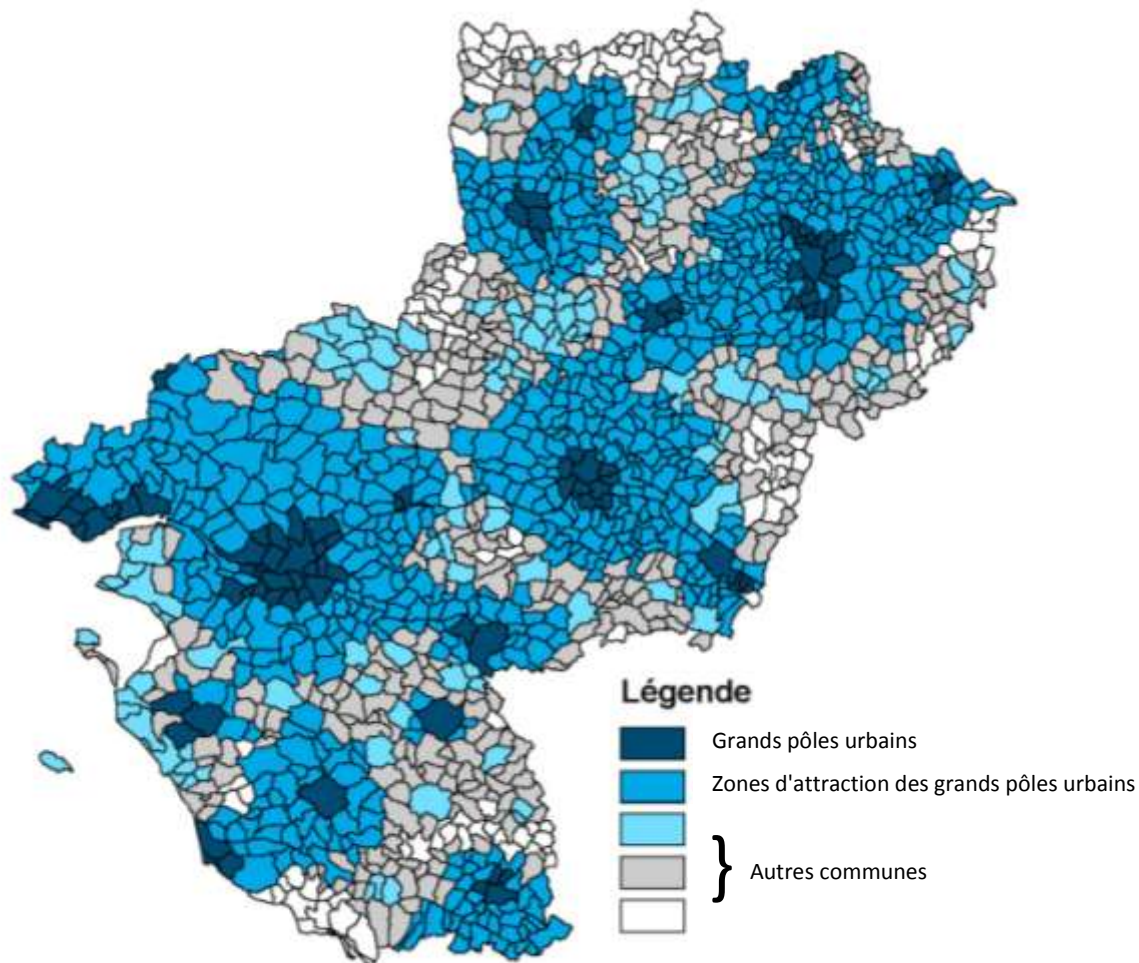 Légende
Grands pôles urbains
Zones d'attraction des grands pôles urbains
Autres communes